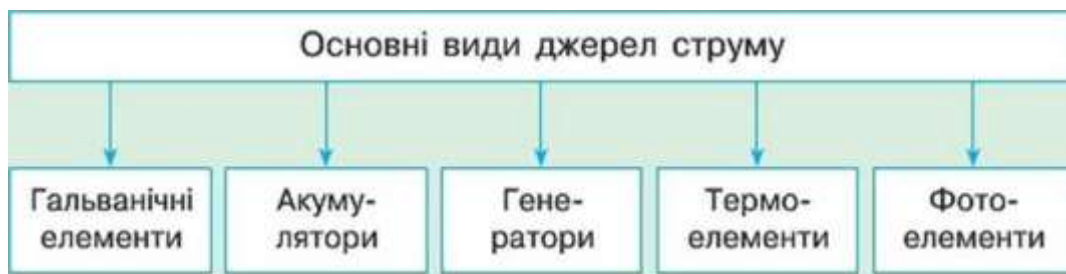 Основні види джерел струму
Гальванічні
елементи
Акуму-
лятори
Гене-
ратори
Термо-
елементи
Фото-
елементи